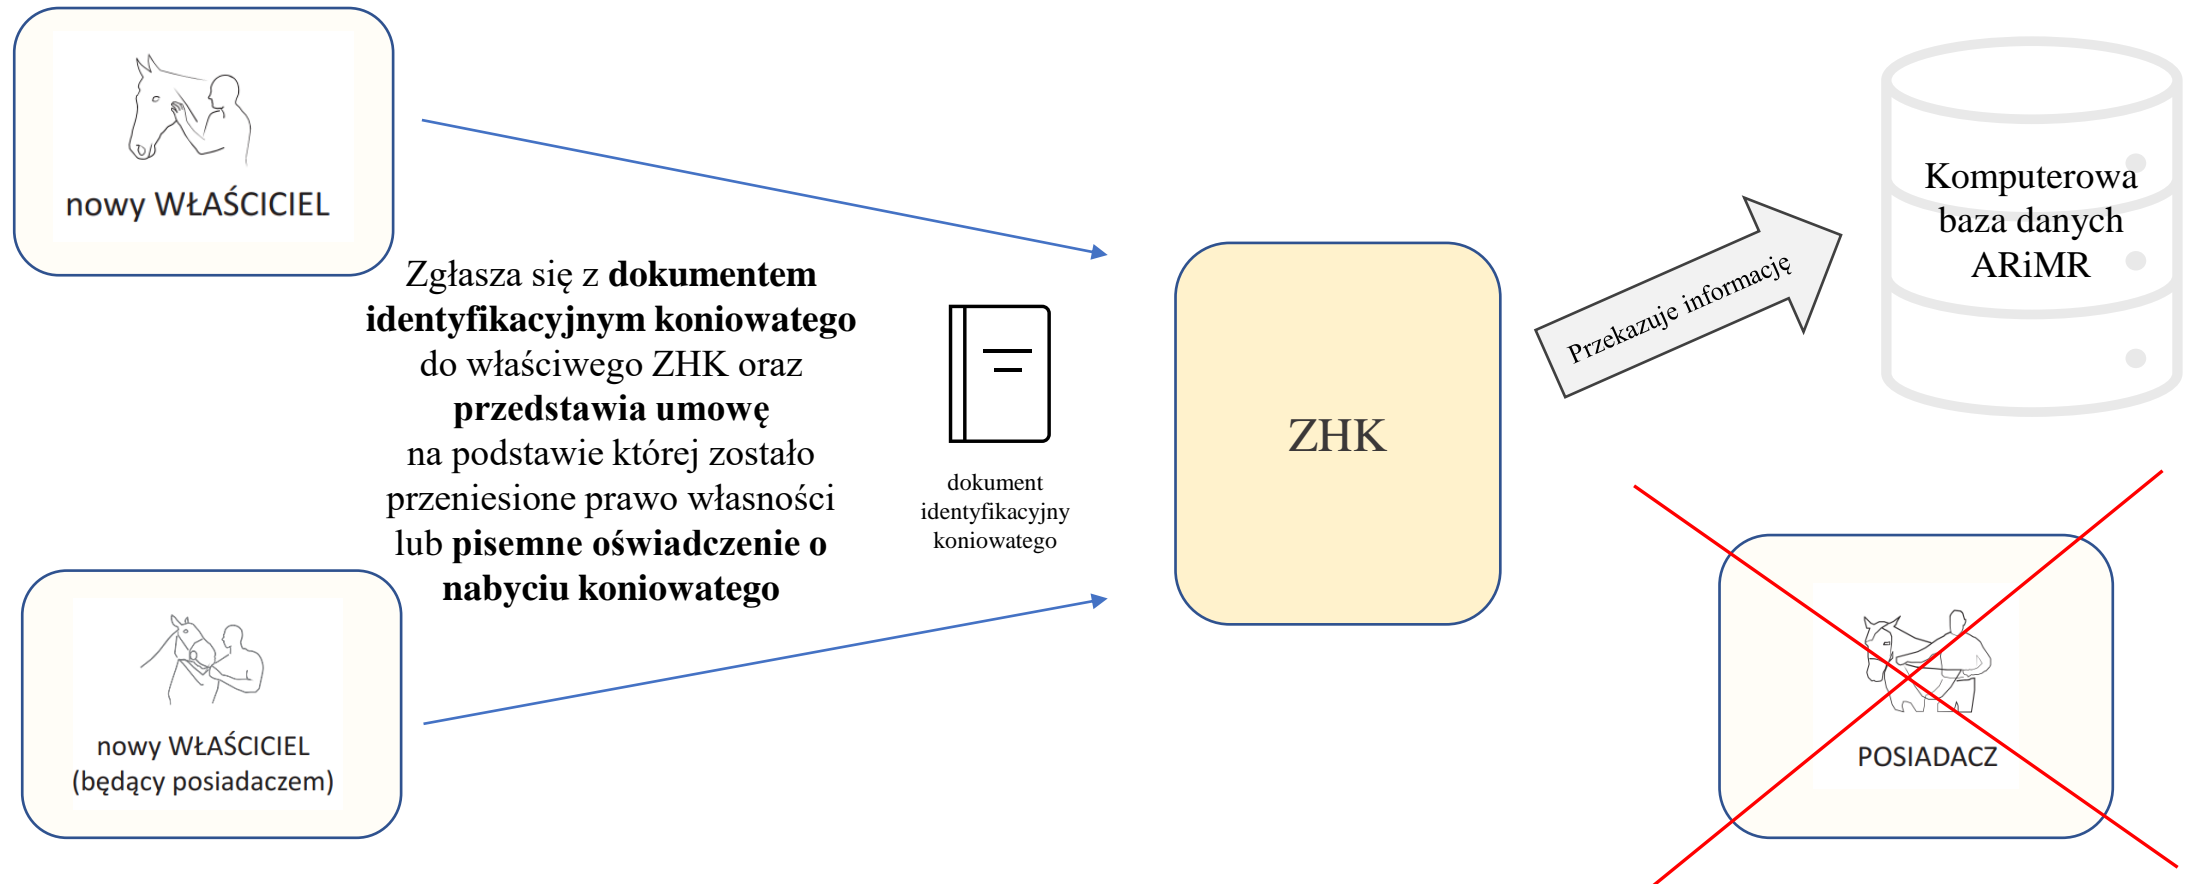 nowy WŁAŚCICIEL
Zgłasza się z dokumentem
identyfikacyjnym koniowatego
do właściwego ZHK oraz
przedstawia umowę
na podstawie której zostało
przeniesione prawo własności
lub pisemne oświadczenie o
nabyciu koniowatego
nowy WŁAŚCICIEL
(będący posiadaczem)
dokument
identyfikacyjny
koniowatego
ZHK
Przekazuje informację
Komputerowa
baza danych
ARiMR
POSIADACZ